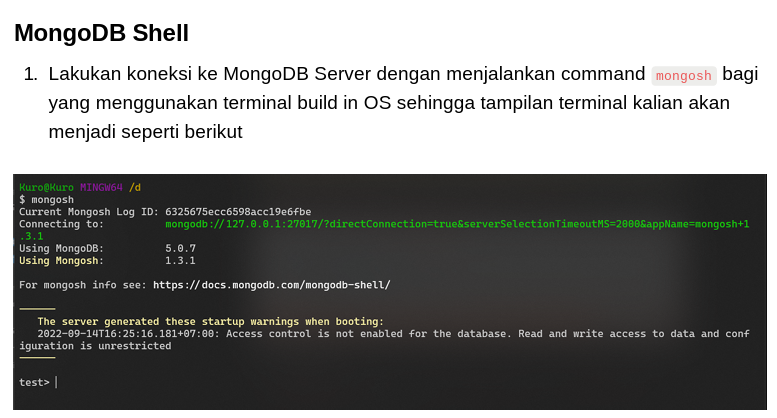 MongoDB Shell
1. Lakukan koneksi ke MongoDB Server dengan menjalankan command mongosh bagi
yang menggunakan terminal build in OS sehingga tampilan terminal kalian akan
menjadi seperti berikut
Kuro@Kuro MINGW64 /d
$ mongosh
Current Mongosh Log ID: 6325675ecc6598acc19e6fbe
Connecting to: mongodb://127.0.0.1:27017/?directConnection=true&serverSelectionTimeoutMS=2000&appName=mongosh+1
.3.1
Using MongoDB: 5.0.7
Using Mongosh: 1.3.1
For mongosh info see: https://docs.mongodb.com/mongodb-shell/
------
The server generated these startup warnings when booting:
2022-09-14T16:25:16.181+07:00: Access control is not enabled for the database. Read and write access to data and conf
iguration is unrestricted
------
test>